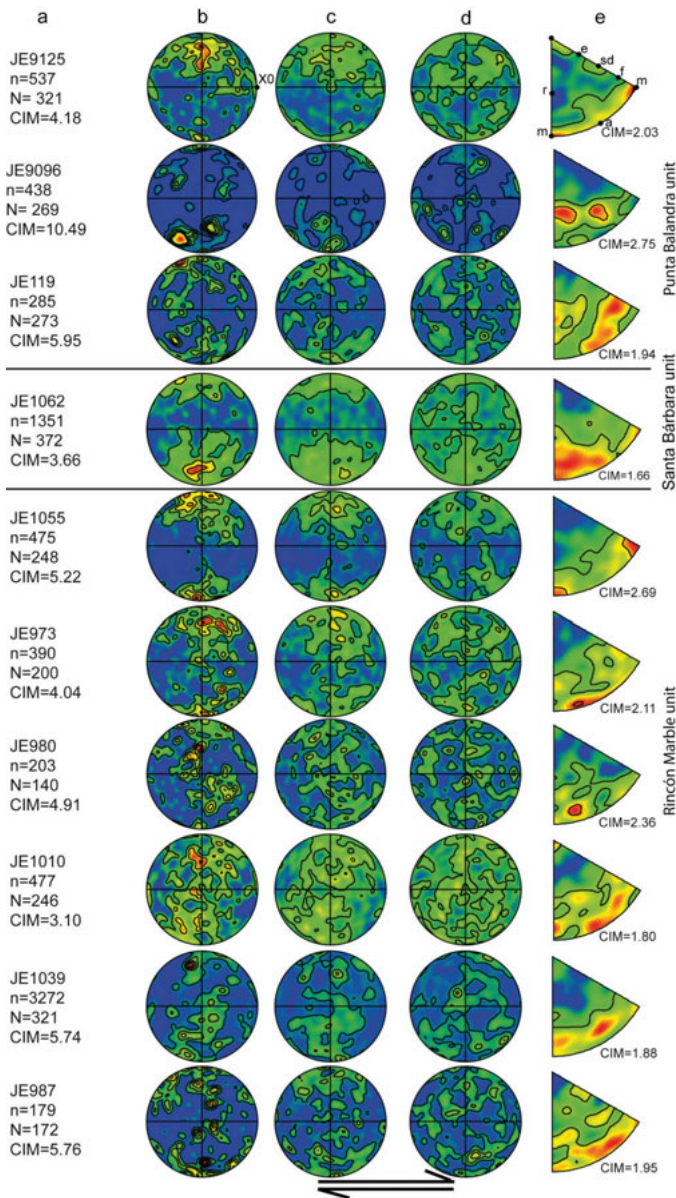 a b c d e
JE9125
n=537
N= 321
CIM=4.18
X0
e
sd
f
m
r
a
m
CIM=2.03
JE9096
n=438
N= 269
CIM=10.49
CIM=2.75
Punta Balandra unit
JE119
n=285
N=273
CIM=5.95
CIM=1.94
JE1062
n=1351
N= 372
CIM=3.66
CIM=1.66
Santa Bárbara unit
JE1055
n=475
N=248
CIM=5.22
CIM=2.69
JE973
n=390
N=200
CIM=4.04
CIM=2.11
Rincón Marble unit
JE980
n=203
N=140
CIM=4.91
CIM=2.36
JE1010
n=477
N=246
CIM=3.10
CIM=1.80
JE1039
n=3272
N=321
CIM=5.74
CIM=1.88
JE987
n=179
N=172
CIM=5.76
CIM=1.95